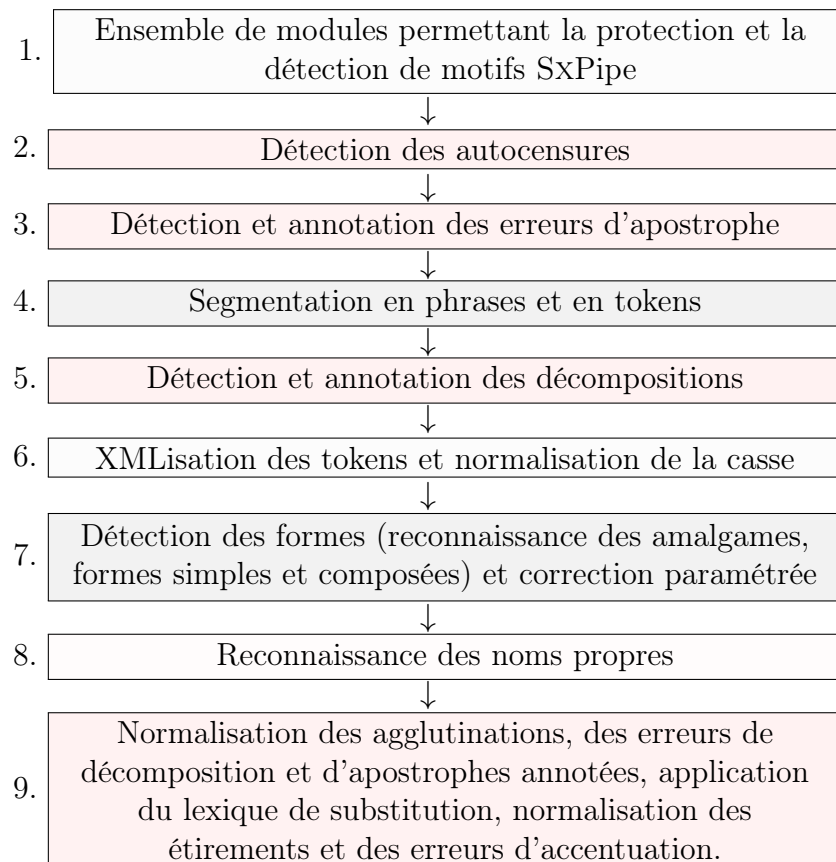 1. Ensemble de modules permettant la protection et la
détection de motifs SxPipe
↓
2. Détection des autocensures
↓
3. Détection et annotation des erreurs d'apostrophe
↓
4. Segmentation en phrases et en tokens
↓
5. Détection et annotation des décompositions
↓
6. XMLisation des tokens et normalisation de la casse
↓
7. Détection des formes (reconnaissance des amalgames,
formes simples et composées) et correction paramétrée
↓
8. Reconnaissance des noms propres
↓
9. Normalisation des agglutinations, des erreurs de
décomposition et d'apostrophes annotées, application
du lexique de substitution, normalisation des
étirements et des erreurs d'accentuation.